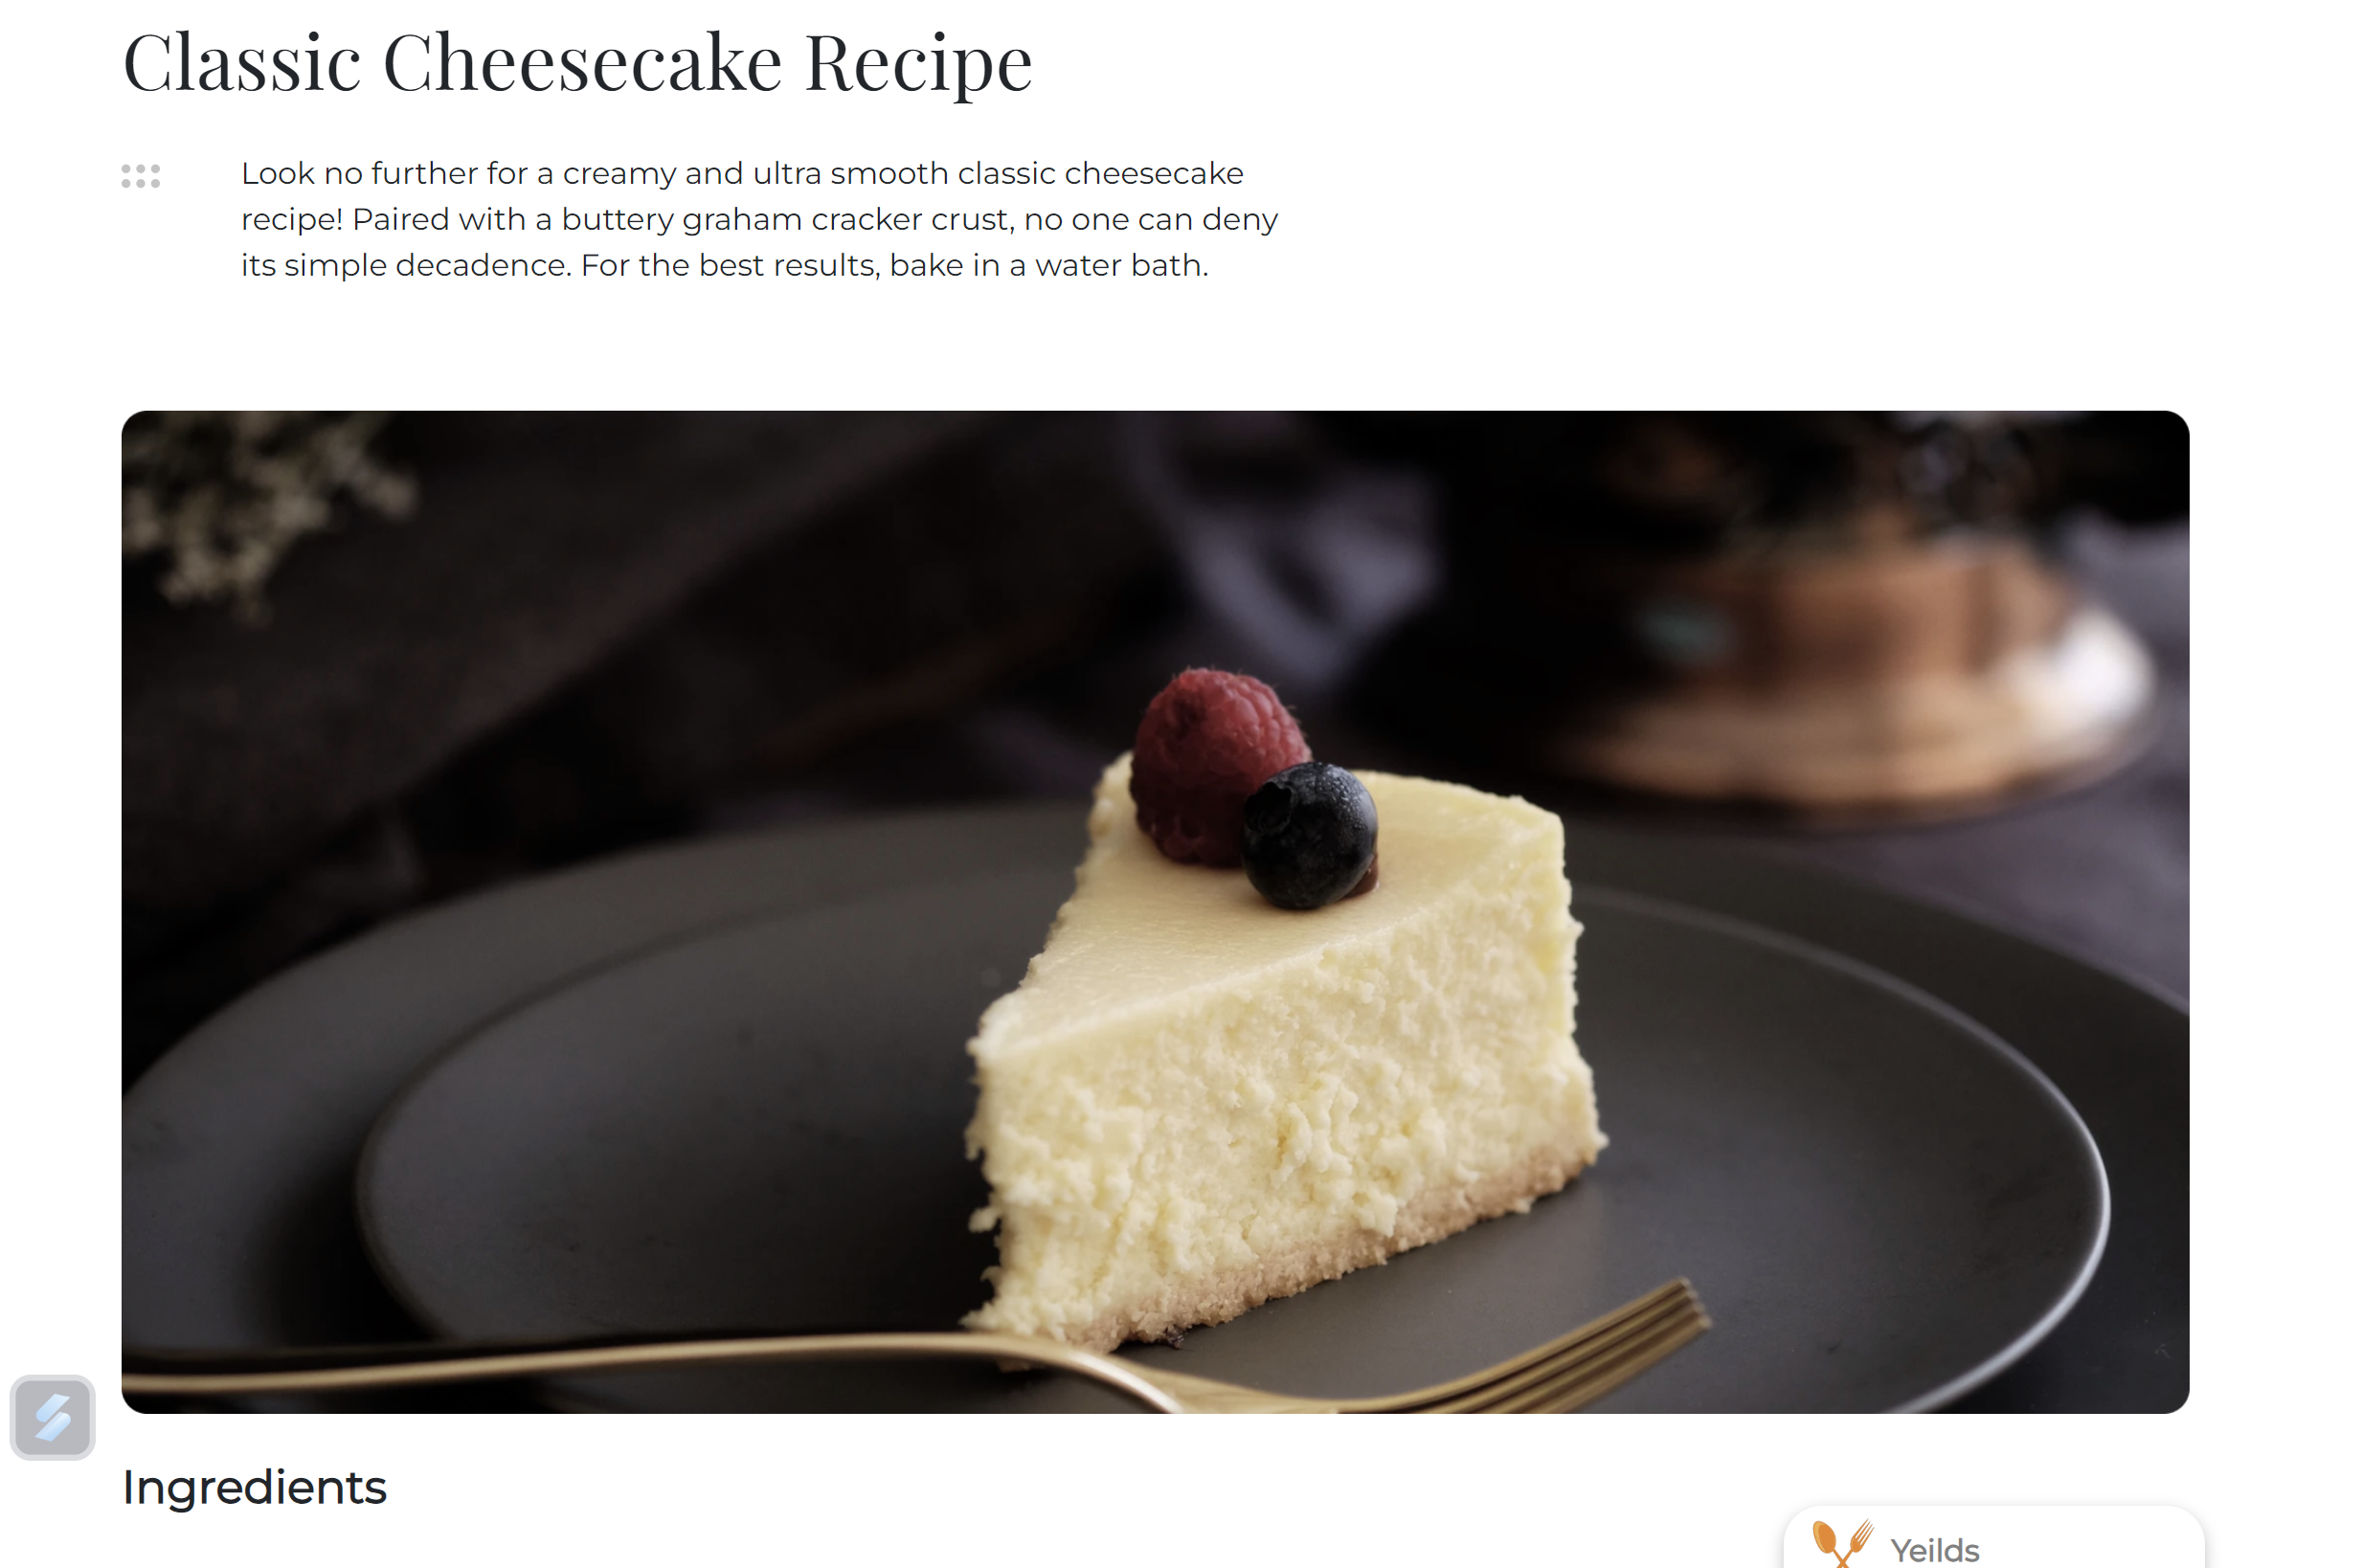 Classic Cheesecake Recipe
Look no further for a creamy and ultra smooth classic cheesecake
recipe! Paired with a buttery graham cracker crust, no one can deny
its simple decadence. For the best results, bake in a water bath.
Ingredients
Yeilds